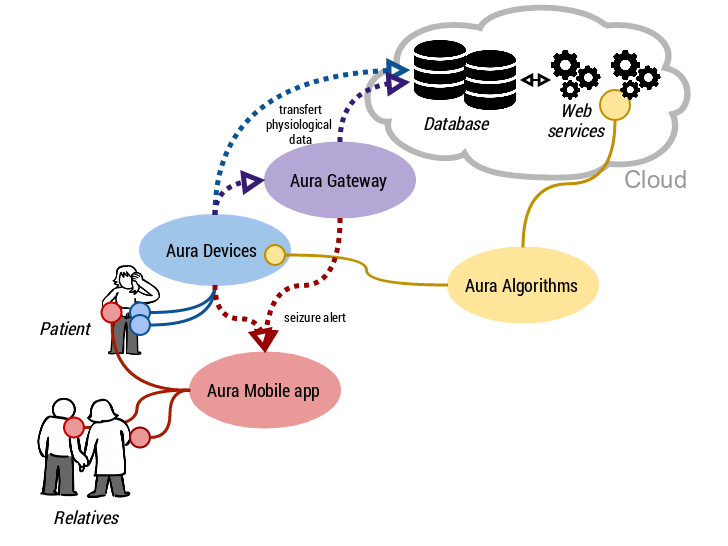 Database
Web
services
Cloud
transfert
physiological
data
Aura Gateway
Aura Devices
Aura Algorithms
seizure alert
Patient
Aura Mobile app
Relatives